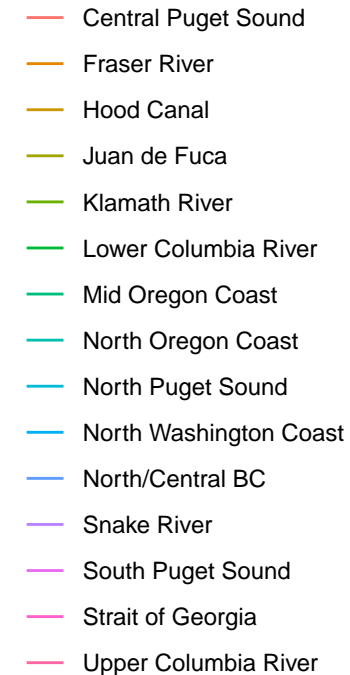 Central Puget Sound
Fraser River
Hood Canal
Juan de Fuca
Klamath River
Lower Columbia River
Mid Oregon Coast
North Oregon Coast
North Puget Sound
North Washington Coast
North/Central BC
Snake River
South Puget Sound
Strait of Georgia
Upper Columbia River